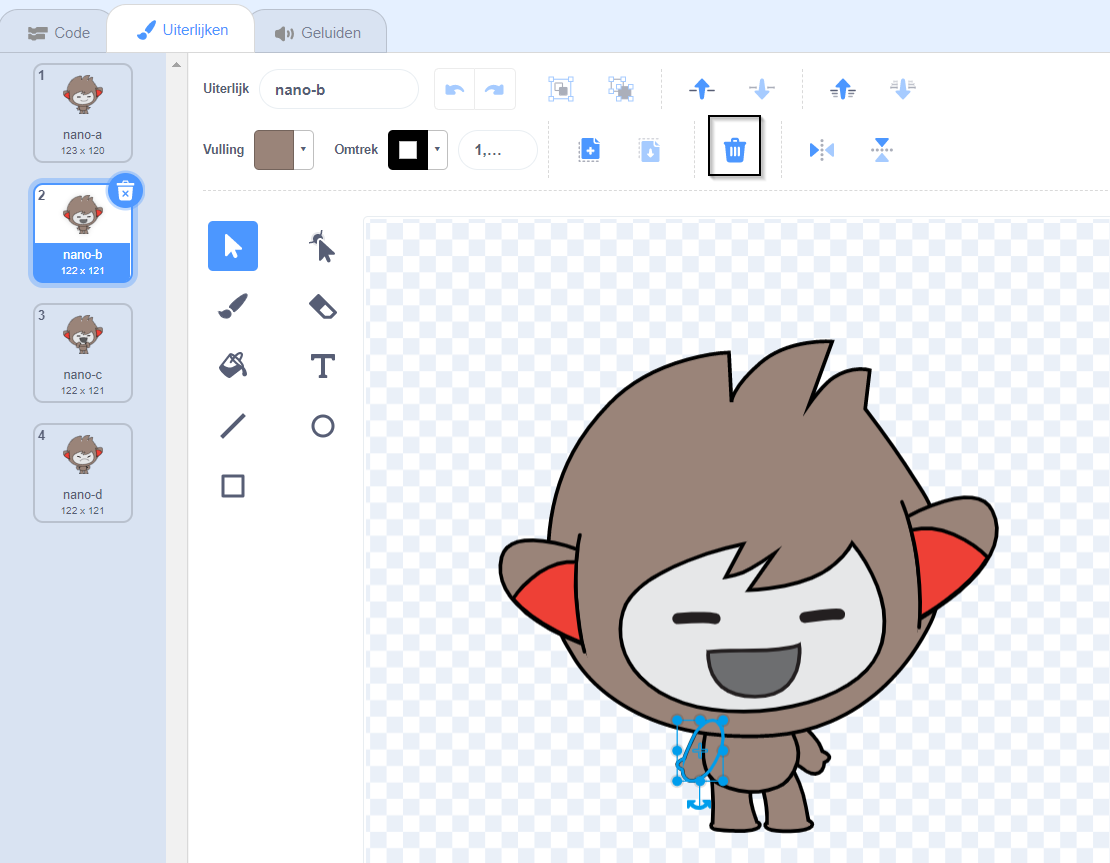 Code
Uiterlijken
Geluiden
1
nano-a
123 x 120
2
nano-b
122 x 121
3
nano-c
122 x 121
4
nano-d
122 x 121
Uiterlijk
nano-b
Vulling
Omtrek
1,...